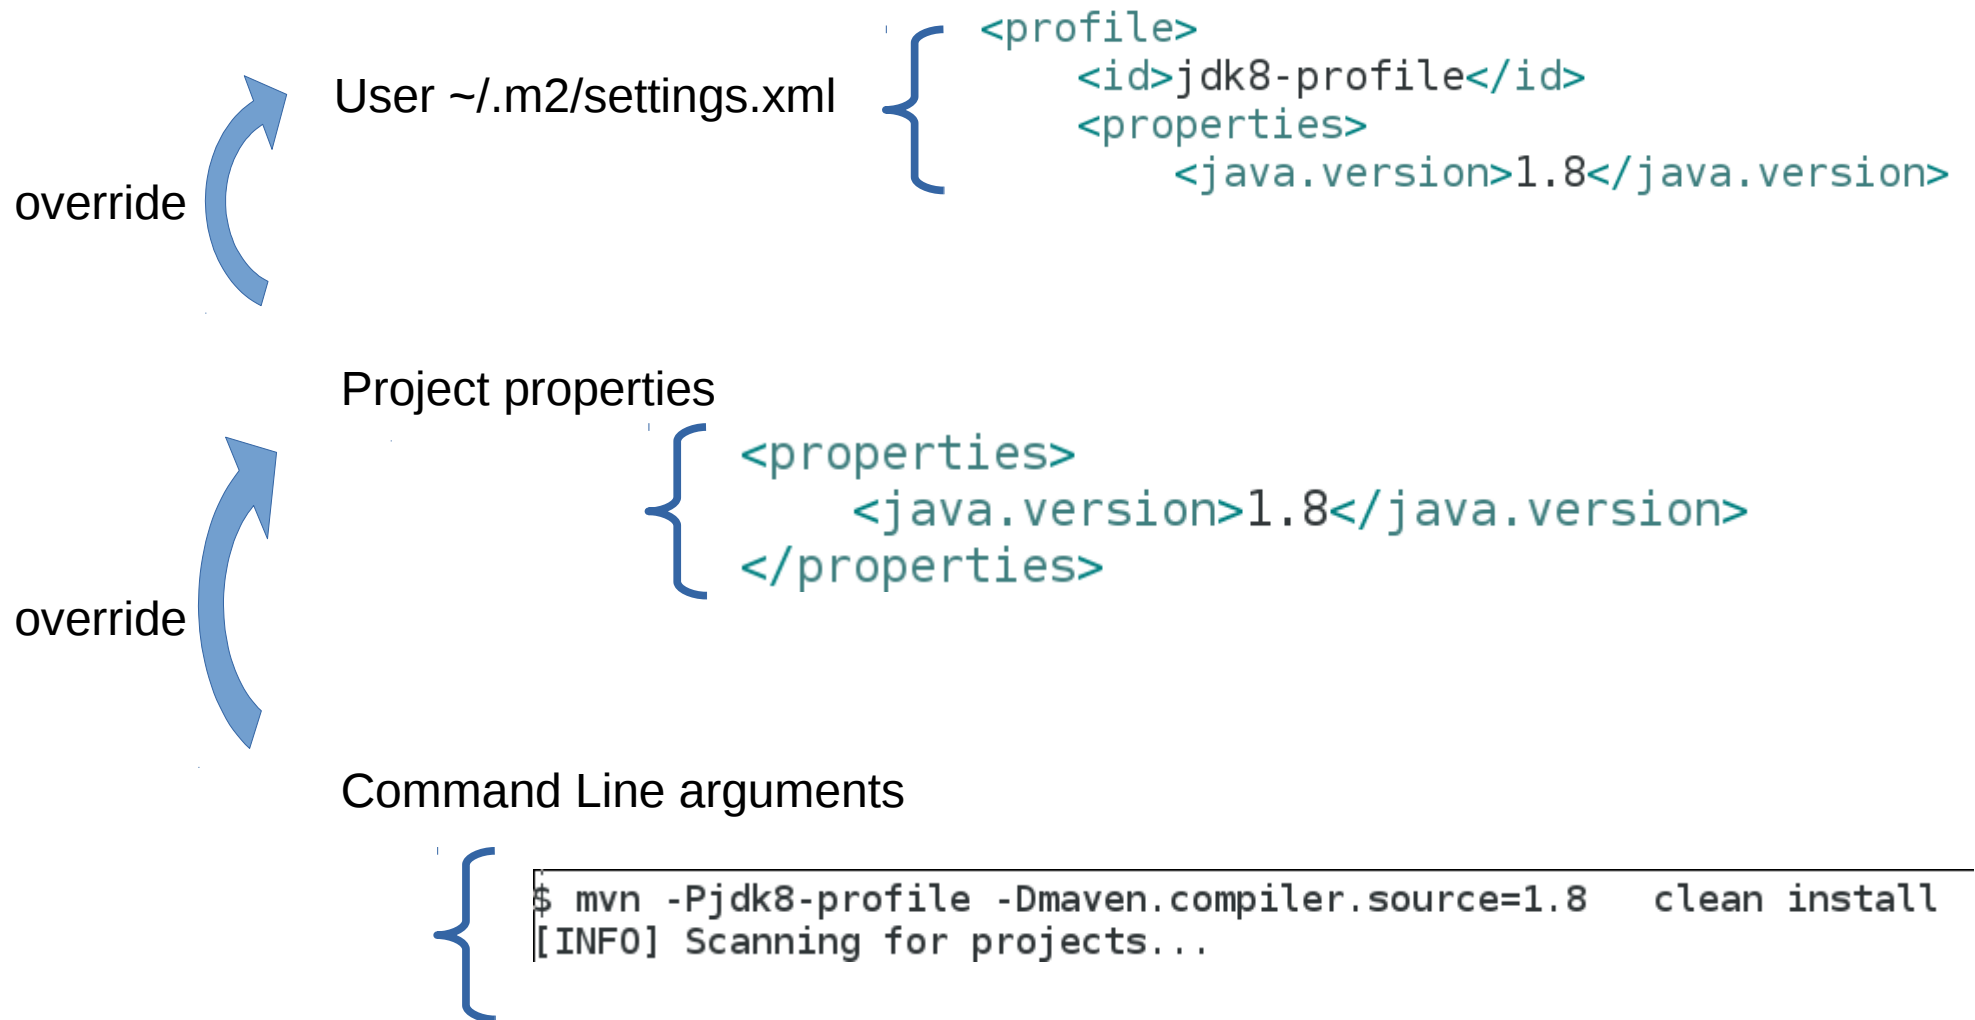 User ~/.m2/settings.xml
<profile>
<id>jdk8-profile</id>
<properties>
<java.version>1.8</java.version>
override
Project properties
<properties>
<java.version>1.8</java.version>
</properties>
override
Command Line arguments
$ mvn -Pjdk8-profile -Dmaven.compiler.source=1.8   clean install
[INFO] Scanning for projects...